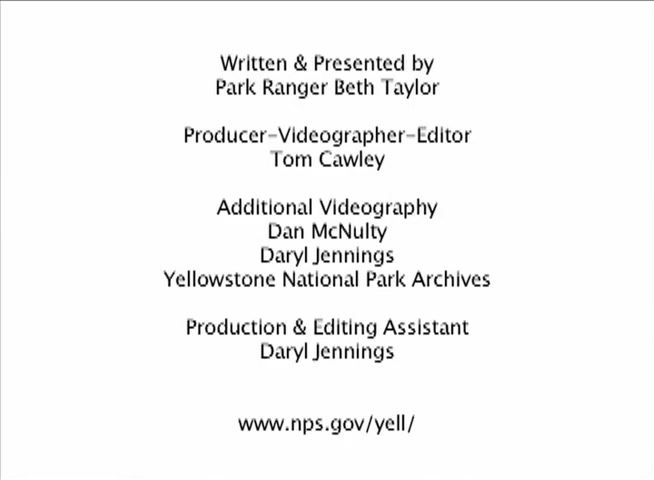 Written & Presented by
Park Ranger Beth Taylor
Producer-Videographer-Editor
Tom Cawley
Additional Videography
Dan McNulty
Daryl Jennings
Yellowstone National Park Archives
Production & Editing Assistant
Daryl Jennings
www.nps.gov/yell/